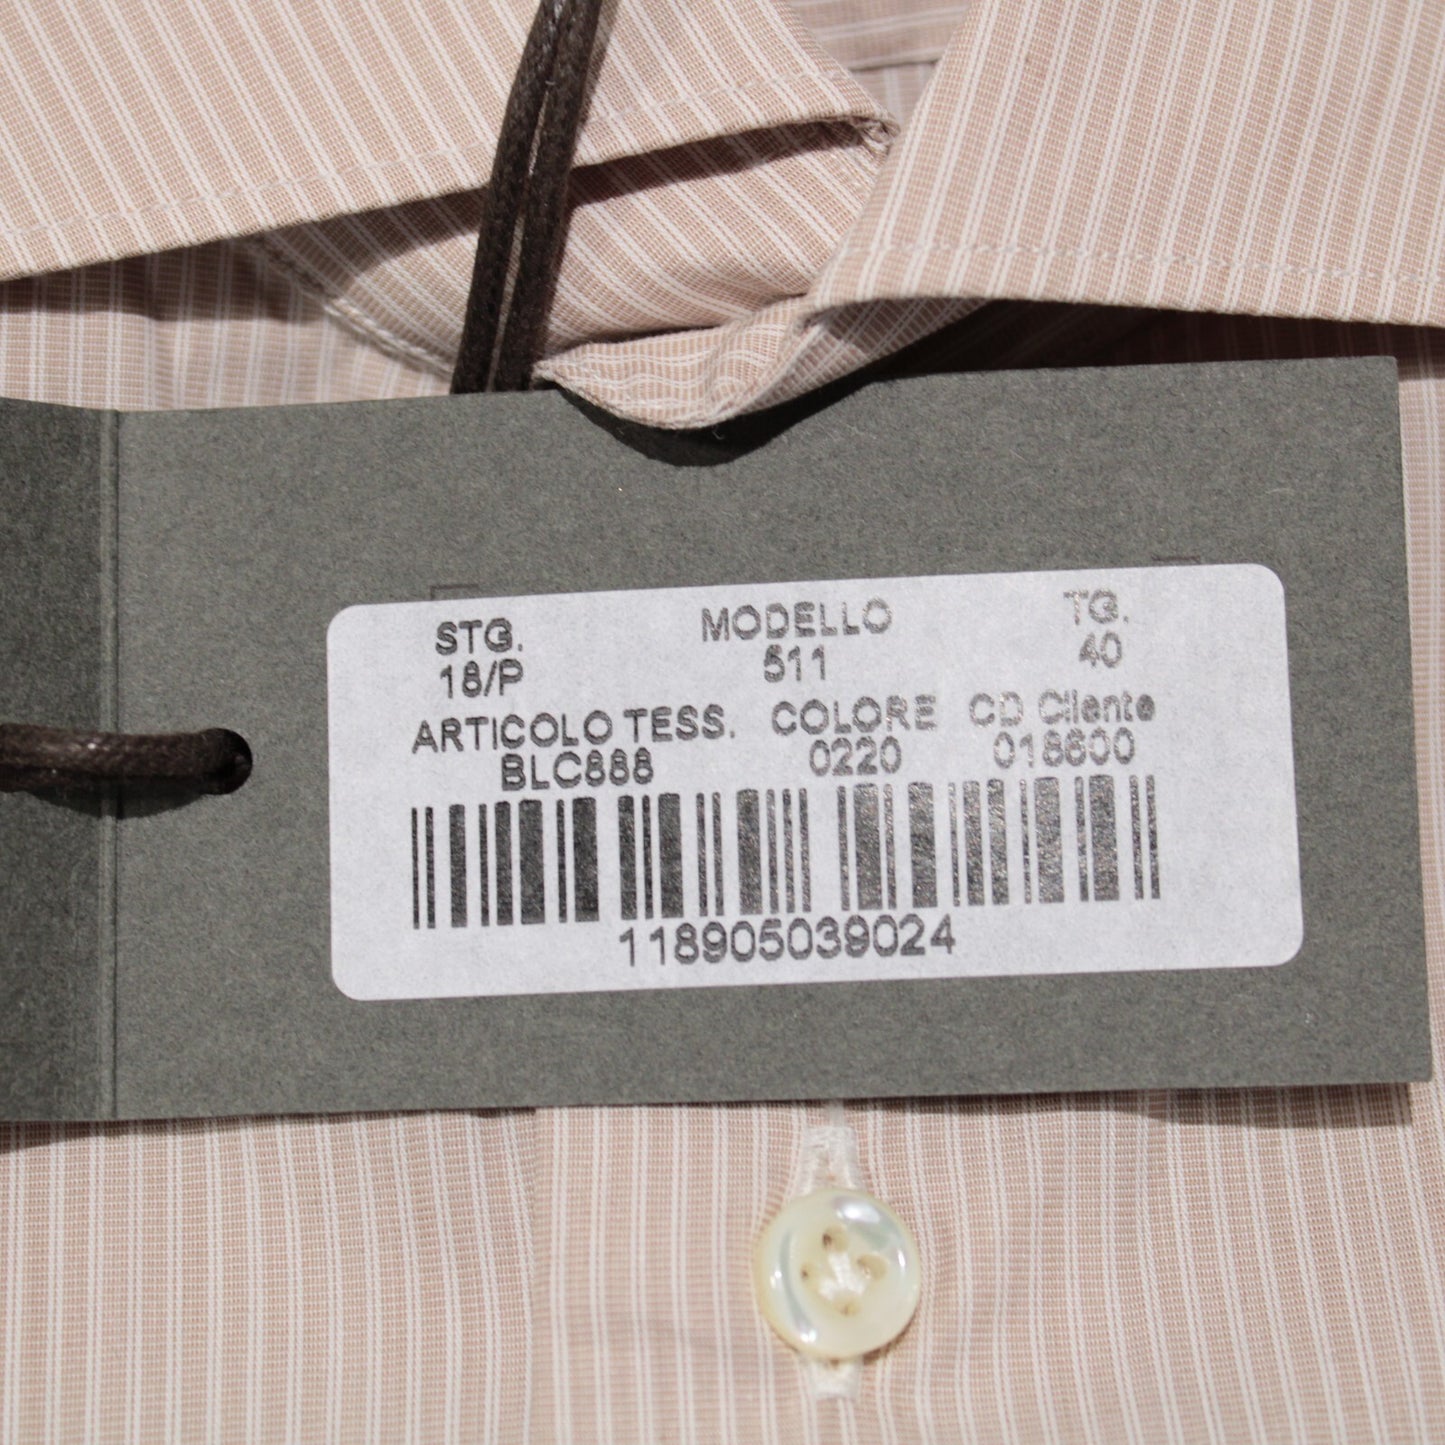 STG. MODELLO TG.
18/P 511 40
ARTICOLO TESS. COLORE CD Cliente
BLC888 0220 018600
118905039024